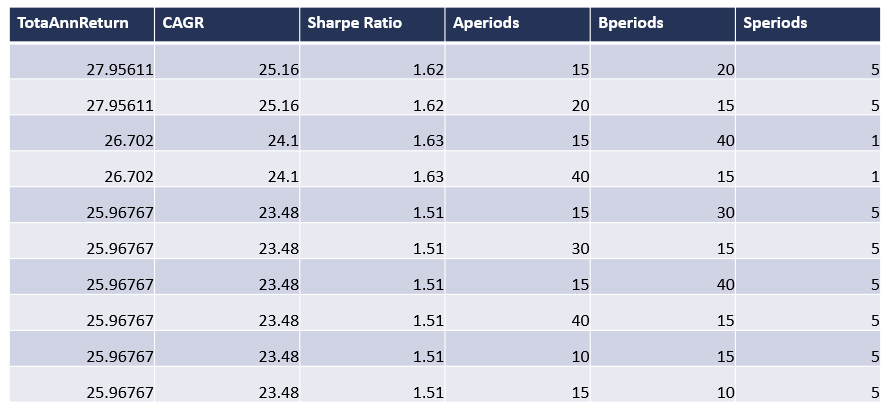 TotaAnnReturn CAGR Sharpe Ratio Aperiods Bperiods Speriods
27.95611 25.16 1.62 15 20 5
27.95611 25.16 1.62 20 15 5
26.702 24.1 1.63 15 40 1
26.702 24.1 1.63 40 15 1
25.96767 23.48 1.51 15 30 5
25.96767 23.48 1.51 30 15 5
25.96767 23.48 1.51 15 40 5
25.96767 23.48 1.51 40 15 5
25.96767 23.48 1.51 10 15 5
25.96767 23.48 1.51 15 10 5